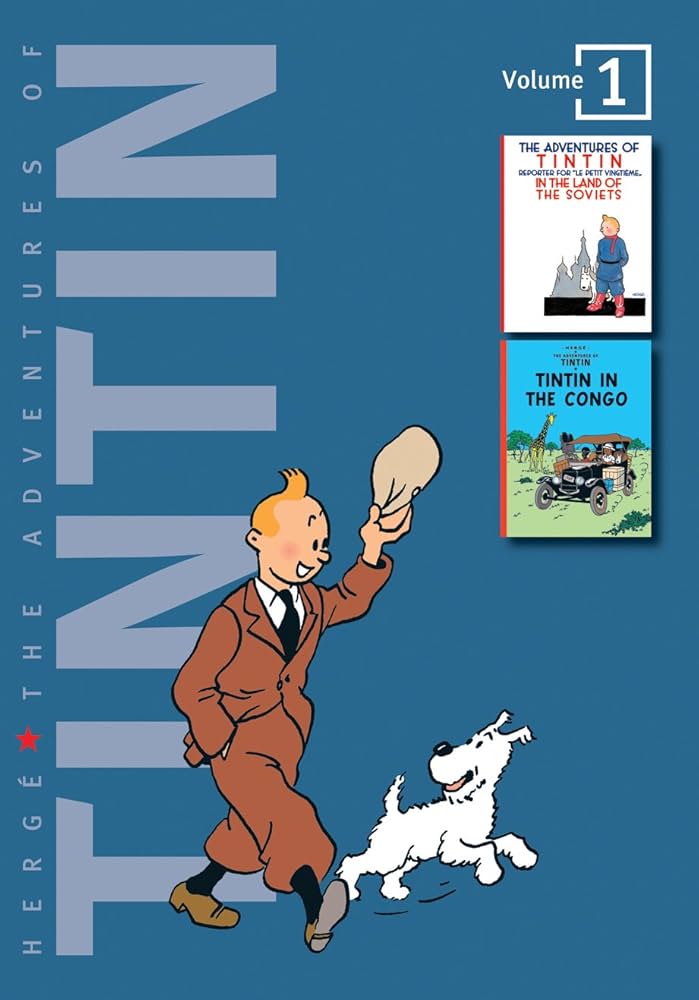 HERGÉ ★ THE ADVENTURES OF
TINTIN
Volume 1
THE ADVENTURES OF
TINTIN
REPORTER FOR "LE PETIT VINGTIÈME"
IN THE LAND OF
THE SOVIETS
HERGÉ
- HERGÉ -
THE ADVENTURES OF
TINTIN
TINTIN IN
THE CONGO